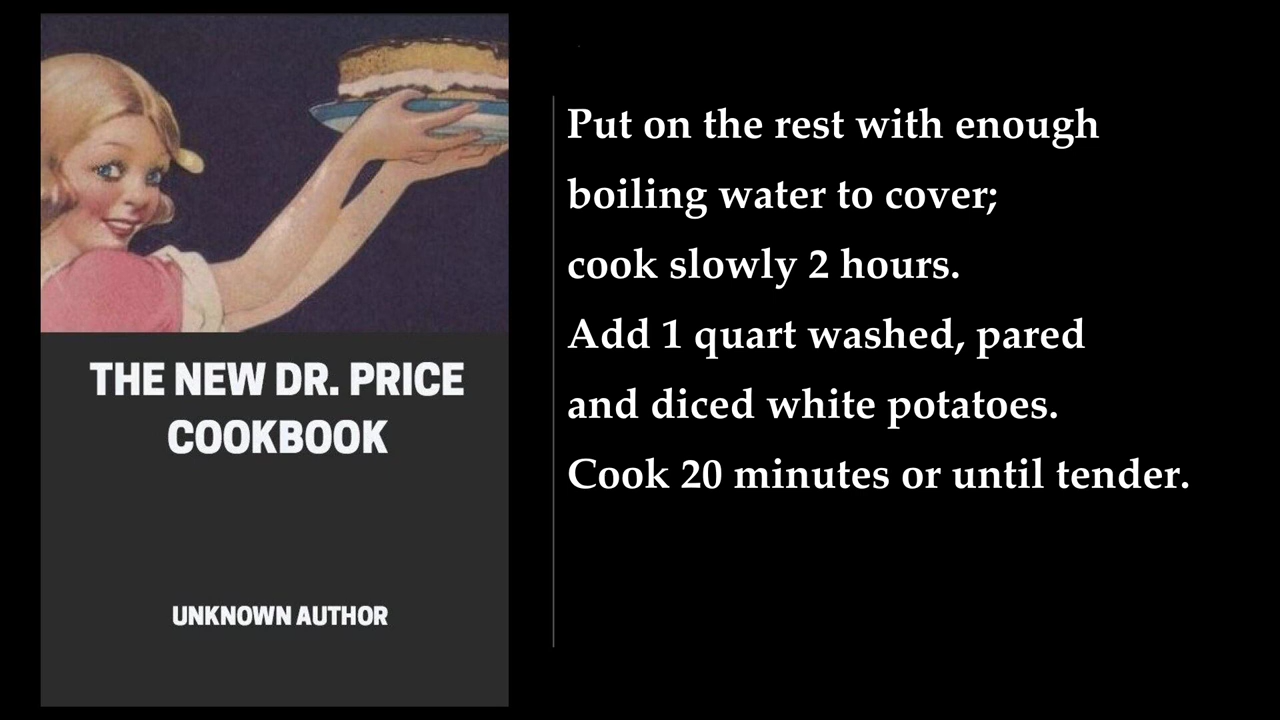 THE NEW DR. PRICE
COOKBOOK
UNKNOWN AUTHOR
Put on the rest with enough
boiling water to cover;
cook slowly 2 hours.
Add 1 quart washed, pared
and diced white potatoes.
Cook 20 minutes or until tender.